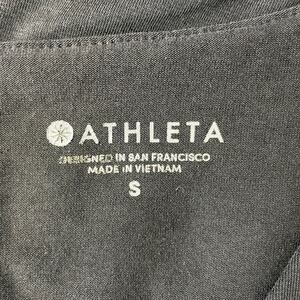 ATHLETA
DESIGNED IN SAN FRANCISCO
MADE IN VIETNAM
S